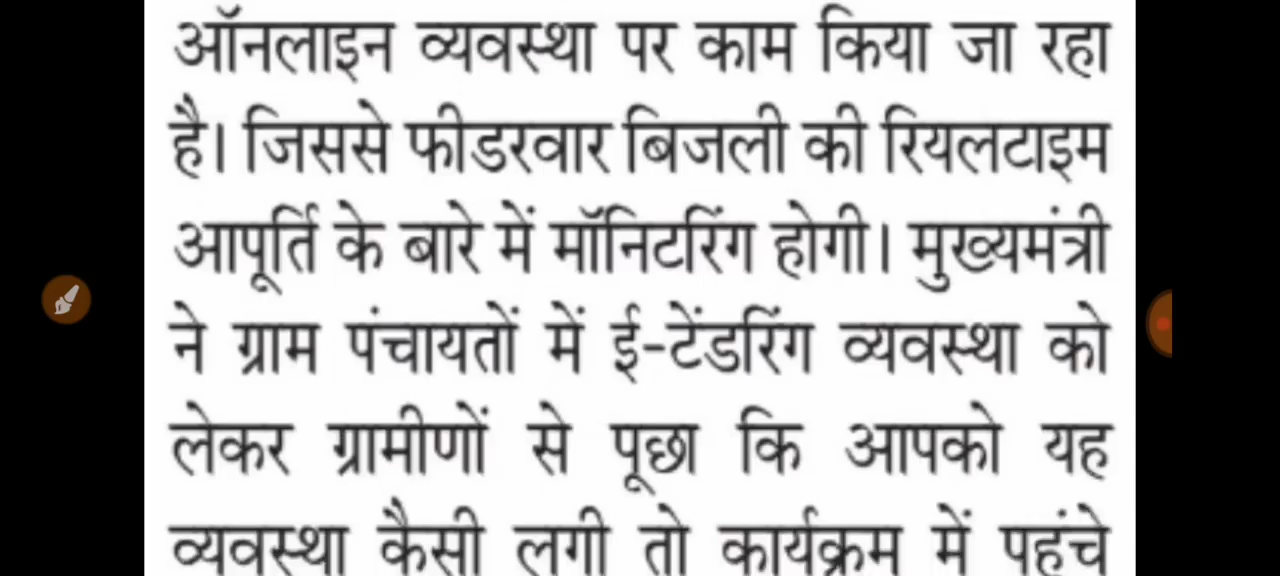 ऑनलाइन व्यवस्था पर काम किया जा रहा
है। जिससे फीडरवार बिजली की रियलटाइम
आपूर्ति के बारे में मॉनिटरिंग होगी। मुख्यमंत्री
ने ग्राम पंचायतों में ई-टेंडरिंग व्यवस्था को
लेकर ग्रामीणों से पूछा कि आपको यह
व्यवस्था कैसी लगी तो कार्यक्रम में पहुंचे